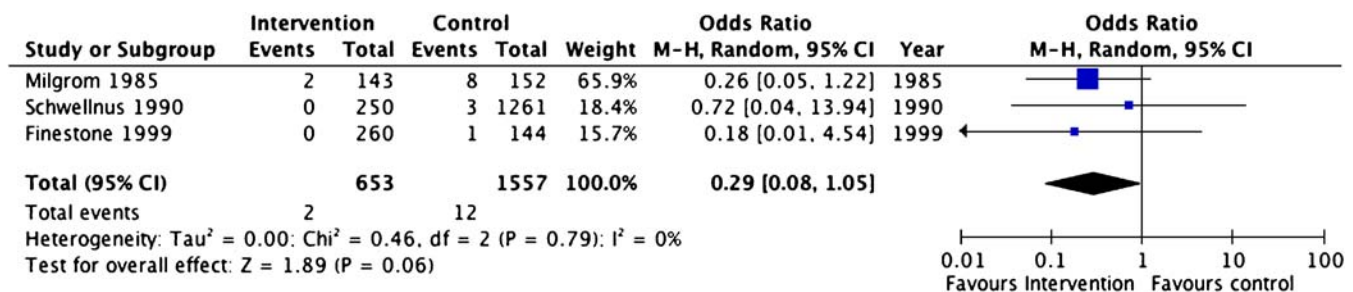 Intervention Control Odds Ratio Odds Ratio
Study or Subgroup Events Total Events Total Weight M-H, Random, 95% CI Year M-H, Random, 95% CI
Milgrom 1985 2 143 8 152 65.9% 0.26 [0.05, 1.22] 1985
Schwellnus 1990 0 250 3 1261 18.4% 0.72 [0.04, 13.94] 1990
Finestone 1999 0 260 1 144 15.7% 0.18 [0.01, 4.54] 1999
Total (95% CI) 653 1557 100.0% 0.29 [0.08, 1.05]
Total events 2 12
Heterogeneity: Tau² = 0.00; Chi² = 0.46, df = 2 (P = 0.79); I² = 0%
Test for overall effect: Z = 1.89 (P = 0.06)
0.01 0.1 1 10 100
Favours Intervention Favours control